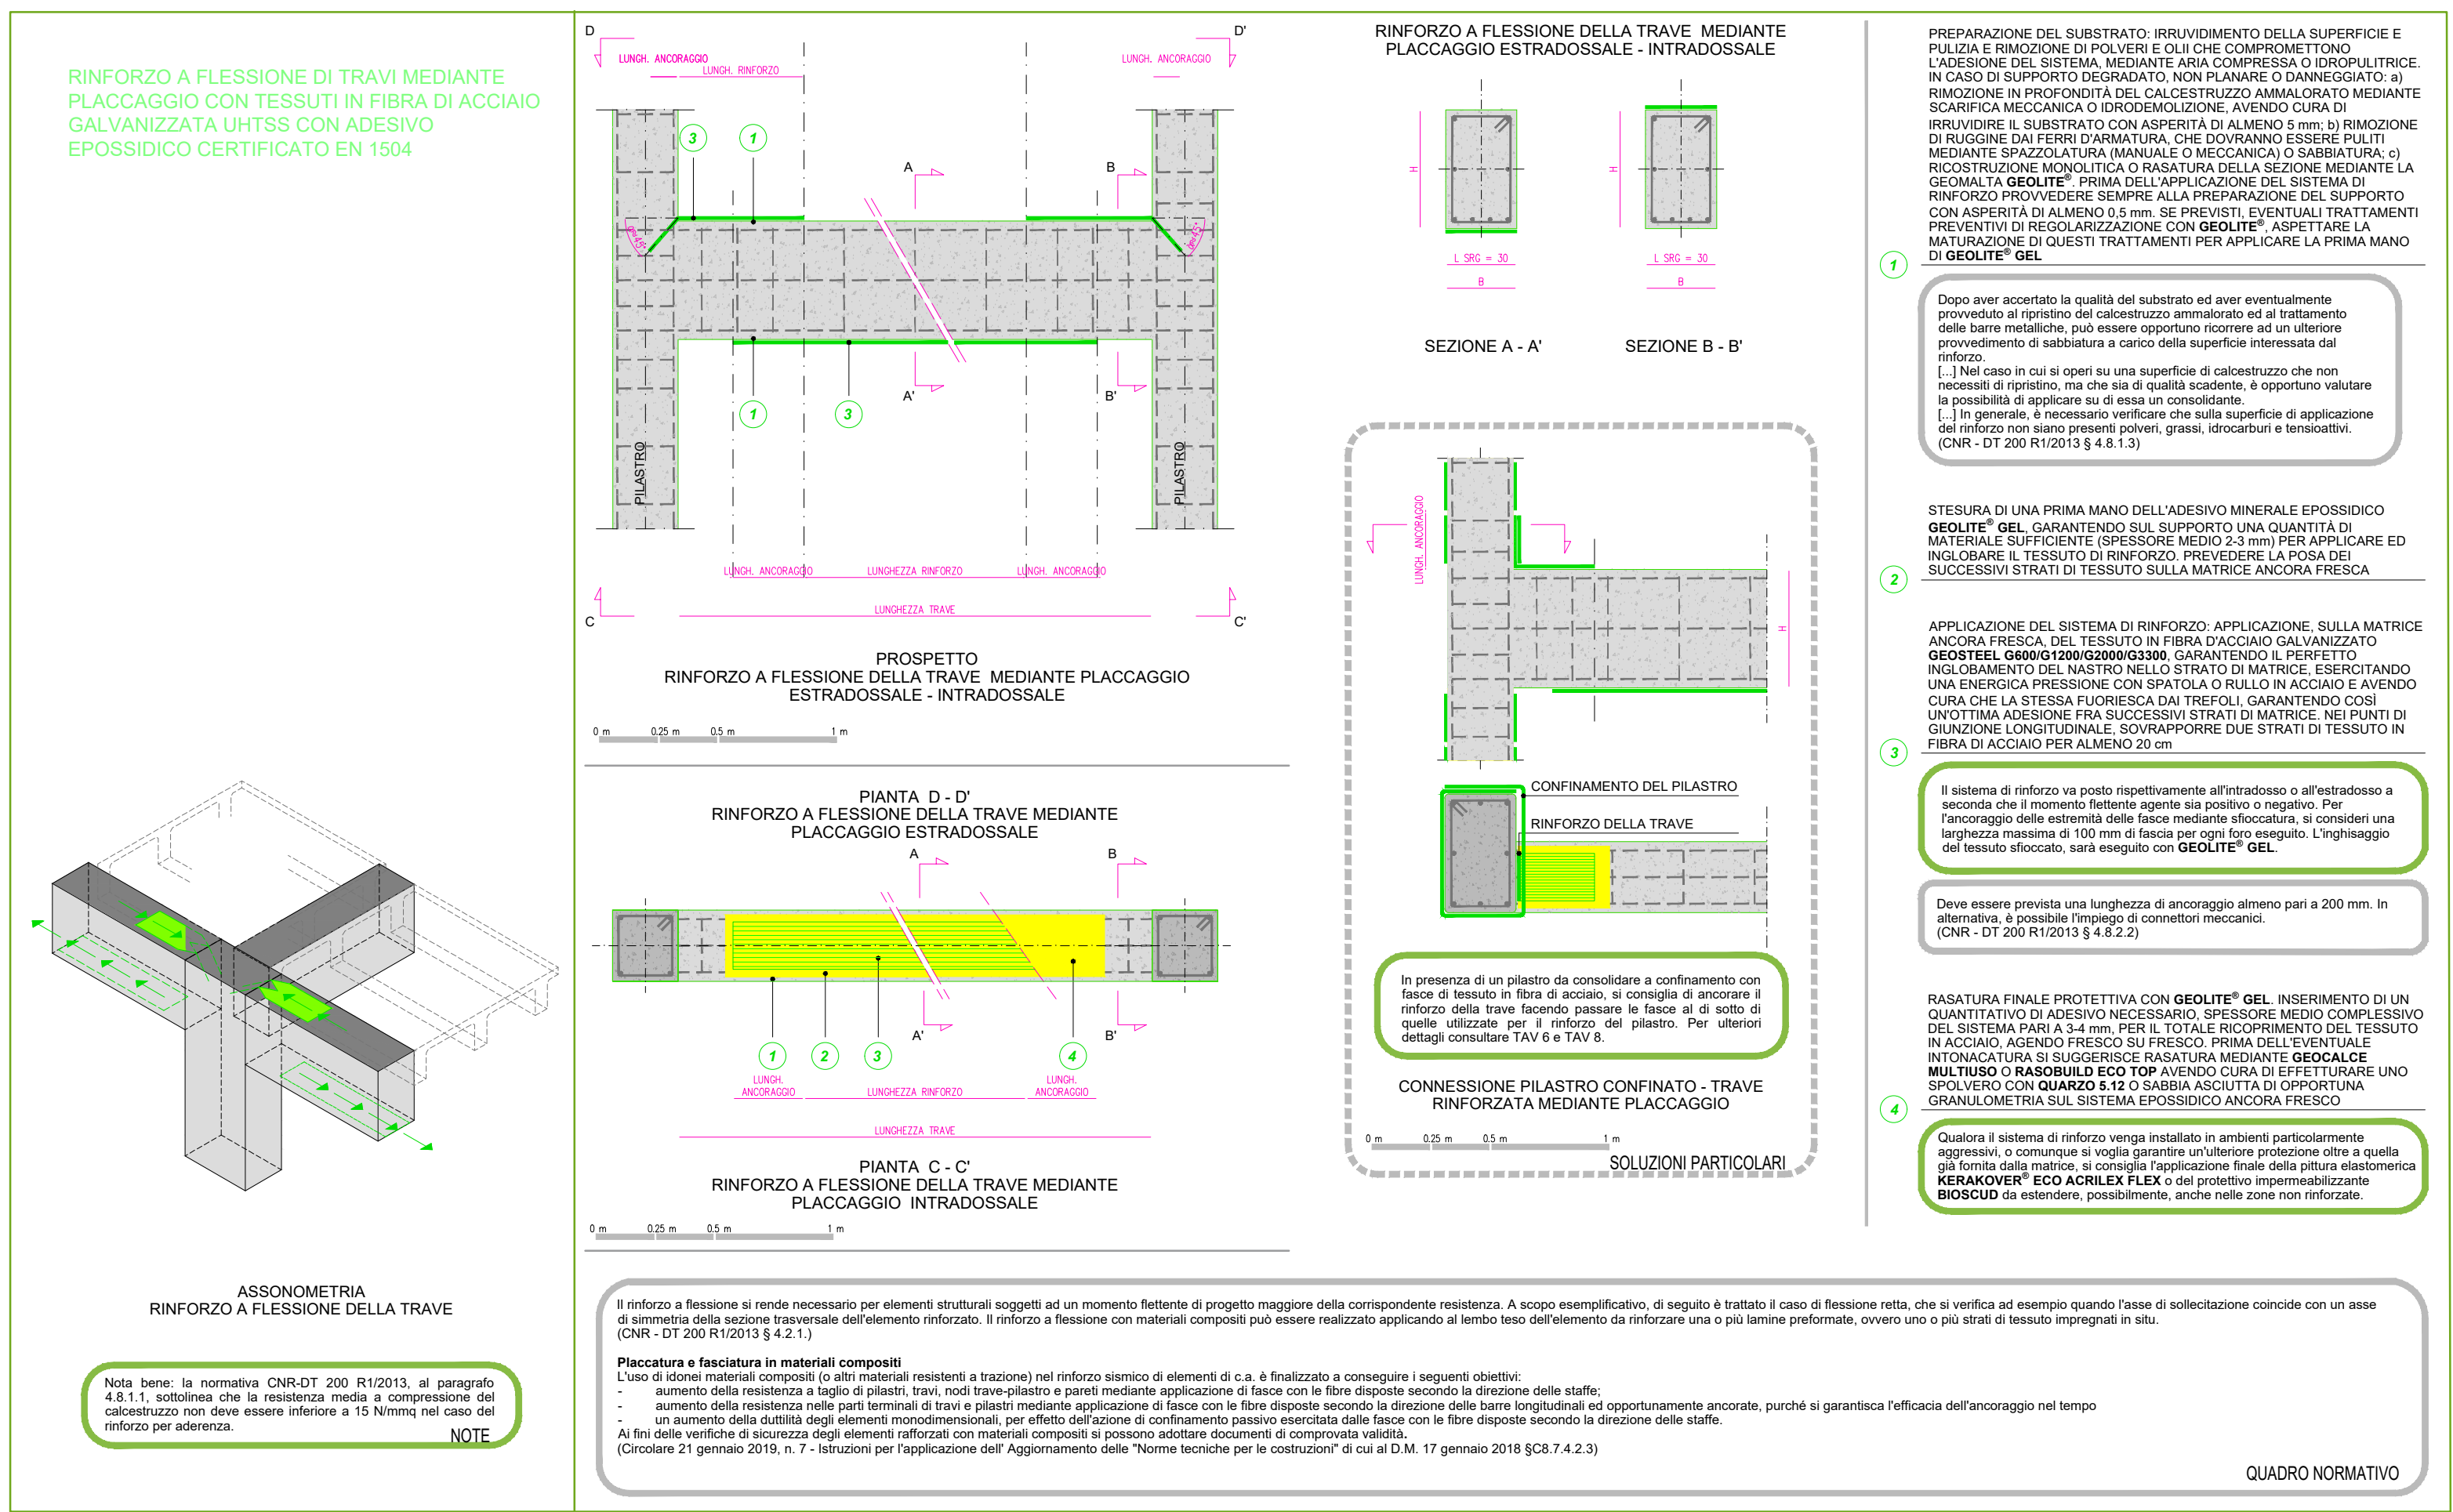 RINFORZO A FLESSIONE DI TRAVI MEDIANTE
PLACCAGGIO CON TESSUTI IN FIBRA DI ACCIAIO
GALVANIZZATA UHTSS CON ADESIVO
EPOSSIDICO CERTIFICATO EN 1504
ASSONOMETRIA
RINFORZO A FLESSIONE DELLA TRAVE
Nota bene: la normativa CNR-DT 200 R1/2013, al paragrafo
4.8.1.1, sottolinea che la resistenza media a compressione del
calcestruzzo non deve essere inferiore a 15 N/mmq nel caso del
rinforzo per aderenza.
NOTE
D
D'
LUNGH. ANCORAGGIO
LUNGH. RINFORZO
LUNGH. ANCORAGGIO
3
1
A
B
α≈45°
α≈45°
A'
B'
1
3
PILASTRO
PILASTRO
LUNGH. ANCORAGGIO
LUNGHEZZA RINFORZO
LUNGH. ANCORAGGIO
LUNGHEZZA TRAVE
C
C'
PROSPETTO
RINFORZO A FLESSIONE DELLA TRAVE MEDIANTE PLACCAGGIO
ESTRADOSSALE - INTRADOSSALE
0 m 0.25 m 0.5 m 1 m
PIANTA D - D'
RINFORZO A FLESSIONE DELLA TRAVE MEDIANTE
PLACCAGGIO ESTRADOSSALE
A
B
A'
B'
1
2
3
4
LUNGH.
ANCORAGGIO
LUNGHEZZA RINFORZO
LUNGH.
ANCORAGGIO
LUNGHEZZA TRAVE
PIANTA C - C'
RINFORZO A FLESSIONE DELLA TRAVE MEDIANTE
PLACCAGGIO INTRADOSSALE
0 m 0.25 m 0.5 m 1 m
RINFORZO A FLESSIONE DELLA TRAVE MEDIANTE
PLACCAGGIO ESTRADOSSALE - INTRADOSSALE
H
H
L SRG = 30
L SRG = 30
B
B
SEZIONE A - A'
SEZIONE B - B'
LUNGH. ANCORAGGIO
H
CONFINAMENTO DEL PILASTRO
RINFORZO DELLA TRAVE
In presenza di un pilastro da consolidare a confinamento con
fasce di tessuto in fibra di acciaio, si consiglia di ancorare il
rinforzo della trave facendo passare le fasce al di sotto di
quelle utilizzate per il rinforzo del pilastro. Per ulteriori
dettagli consultare TAV 6 e TAV 8.
CONNESSIONE PILASTRO CONFINATO - TRAVE
RINFORZATA MEDIANTE PLACCAGGIO
0 m 0.25 m 0.5 m 1 m
SOLUZIONI PARTICOLARI
PREPARAZIONE DEL SUBSTRATO: IRRUVIDIMENTO DELLA SUPERFICIE E
PULIZIA E RIMOZIONE DI POLVERI E OLII CHE COMPROMETTONO
L'ADESIONE DEL SISTEMA, MEDIANTE ARIA COMPRESSA O IDROPULITRICE.
IN CASO DI SUPPORTO DEGRADATO, NON PLANARE O DANNEGGIATO: a)
RIMOZIONE IN PROFONDITÀ DEL CALCESTRUZZO AMMALORATO MEDIANTE
SCARIFICA MECCANICA O IDRODEMOLIZIONE, AVENDO CURA DI
IRRUVIDIRE IL SUBSTRATO CON ASPERITÀ DI ALMENO 5 mm; b) RIMOZIONE
DI RUGGINE DAI FERRI D'ARMATURA, CHE DOVRANNO ESSERE PULITI
MEDIANTE SPAZZOLATURA (MANUALE O MECCANICA) O SABBIATURA; c)
RICOSTRUZIONE MONOLITICA O RASATURA DELLA SEZIONE MEDIANTE LA
GEOMALTA GEOLITE®. PRIMA DELL'APPLICAZIONE DEL SISTEMA DI
RINFORZO PROVVEDERE SEMPRE ALLA PREPARAZIONE DEL SUPPORTO
CON ASPERITÀ DI ALMENO 0,5 mm. SE PREVISTI, EVENTUALI TRATTAMENTI
PREVENTIVI DI REGOLARIZZAZIONE CON GEOLITE®, ASPETTARE LA
MATURAZIONE DI QUESTI TRATTAMENTI PER APPLICARE LA PRIMA MANO
DI GEOLITE® GEL
1
Dopo aver accertato la qualità del substrato ed aver eventualmente
provveduto al ripristino del calcestruzzo ammalorato ed al trattamento
delle barre metalliche, può essere opportuno ricorrere ad un ulteriore
provvedimento di sabbiatura a carico della superficie interessata dal
rinforzo.
[...] Nel caso in cui si operi su una superficie di calcestruzzo che non
necessiti di ripristino, ma che sia di qualità scadente, è opportuno valutare
la possibilità di applicare su di essa un consolidante.
[...] In generale, è necessario verificare che sulla superficie di applicazione
del rinforzo non siano presenti polveri, grassi, idrocarburi e tensioattivi.
(CNR - DT 200 R1/2013 § 4.8.1.3)
STESURA DI UNA PRIMA MANO DELL'ADESIVO MINERALE EPOSSIDICO
GEOLITE® GEL, GARANTENDO SUL SUPPORTO UNA QUANTITÀ DI
MATERIALE SUFFICIENTE (SPESSORE MEDIO 2-3 mm) PER APPLICARE ED
INGLOBARE IL TESSUTO DI RINFORZO. PREVEDERE LA POSA DEI
SUCCESSIVI STRATI DI TESSUTO SULLA MATRICE ANCORA FRESCA
2
APPLICAZIONE DEL SISTEMA DI RINFORZO: APPLICAZIONE, SULLA MATRICE
ANCORA FRESCA, DEL TESSUTO IN FIBRA D'ACCIAIO GALVANIZZATO
GEOSTEEL G600/G1200/G2000/G3300, GARANTENDO IL PERFETTO
INGLOBAMENTO DEL NASTRO NELLO STRATO DI MATRICE, ESERCITANDO
UNA ENERGICA PRESSIONE CON SPATOLA O RULLO IN ACCIAIO E AVENDO
CURA CHE LA STESSA FUORIESCA DAI TREFOLI, GARANTENDO COSÌ
UN'OTTIMA ADESIONE FRA SUCCESSIVI STRATI DI MATRICE. NEI PUNTI DI
GIUNZIONE LONGITUDINALE, SOVRAPPORRE DUE STRATI DI TESSUTO IN
FIBRA DI ACCIAIO PER ALMENO 20 cm
3
Il sistema di rinforzo va posto rispettivamente all'intradosso o all'estradosso a
seconda che il momento flettente agente sia positivo o negativo. Per
l'ancoraggio delle estremità delle fasce mediante sfioccatura, si consideri una
larghezza massima di 100 mm di fascia per ogni foro eseguito. L'inghisaggio
del tessuto sfioccato, sarà eseguito con GEOLITE® GEL.
Deve essere prevista una lunghezza di ancoraggio almeno pari a 200 mm. In
alternativa, è possibile l'impiego di connettori meccanici.
(CNR - DT 200 R1/2013 § 4.8.2.2)
RASATURA FINALE PROTETTIVA CON GEOLITE® GEL. INSERIMENTO DI UN
QUANTITATIVO DI ADESIVO NECESSARIO, SPESSORE MEDIO COMPLESSIVO
DEL SISTEMA PARI A 3-4 mm, PER IL TOTALE RICOPRIMENTO DEL TESSUTO
IN ACCIAIO, AGENDO FRESCO SU FRESCO. PRIMA DELL'EVENTUALE
INTONACATURA SI SUGGERISCE RASATURA MEDIANTE GEOCALCE
MULTIUSO O RASOBUILD ECO TOP AVENDO CURA DI EFFETTURARE UNO
SPOLVERO CON QUARZO 5.12 O SABBIA ASCIUTTA DI OPPORTUNA
GRANULOMETRIA SUL SISTEMA EPOSSIDICO ANCORA FRESCO
4
Qualora il sistema di rinforzo venga installato in ambienti particolarmente
aggressivi, o comunque si voglia garantire un'ulteriore protezione oltre a quella
già fornita dalla matrice, si consiglia l'applicazione finale della pittura elastomerica
KERAKOVER® ECO ACRILEX FLEX o del protettivo impermeabilizzante
BIOSCUD da estendere, possibilmente, anche nelle zone non rinforzate.
Il rinforzo a flessione si rende necessario per elementi strutturali soggetti ad un momento flettente di progetto maggiore della corrispondente resistenza. A scopo esemplificativo, di seguito è trattato il caso di flessione retta, che si verifica ad esempio quando l'asse di sollecitazione coincide con un asse
di simmetria della sezione trasversale dell'elemento rinforzato. Il rinforzo a flessione con materiali compositi può essere realizzato applicando al lembo teso dell'elemento da rinforzare una o più lamine preformate, ovvero uno o più strati di tessuto impregnati in situ.
(CNR - DT 200 R1/2013 § 4.2.1.)
Placcatura e fasciatura in materiali compositi
L'uso di idonei materiali compositi (o altri materiali resistenti a trazione) nel rinforzo sismico di elementi di c.a. è finalizzato a conseguire i seguenti obiettivi:
- aumento della resistenza a taglio di pilastri, travi, nodi trave-pilastro e pareti mediante applicazione di fasce con le fibre disposte secondo la direzione delle staffe;
- aumento della resistenza nelle parti terminali di travi e pilastri mediante applicazione di fasce con le fibre disposte secondo la direzione delle barre longitudinali ed opportunamente ancorate, purché si garantisca l'efficacia dell'ancoraggio nel tempo
- un aumento della duttilità degli elementi monodimensionali, per effetto dell'azione di confinamento passivo esercitata dalle fasce con le fibre disposte secondo la direzione delle staffe.
Ai fini delle verifiche di sicurezza degli elementi rafforzati con materiali compositi si possono adottare documenti di comprovata validità.
(Circolare 21 gennaio 2019, n. 7 - Istruzioni per l'applicazione dell' Aggiornamento delle "Norme tecniche per le costruzioni" di cui al D.M. 17 gennaio 2018 §C8.7.4.2.3)
QUADRO NORMATIVO